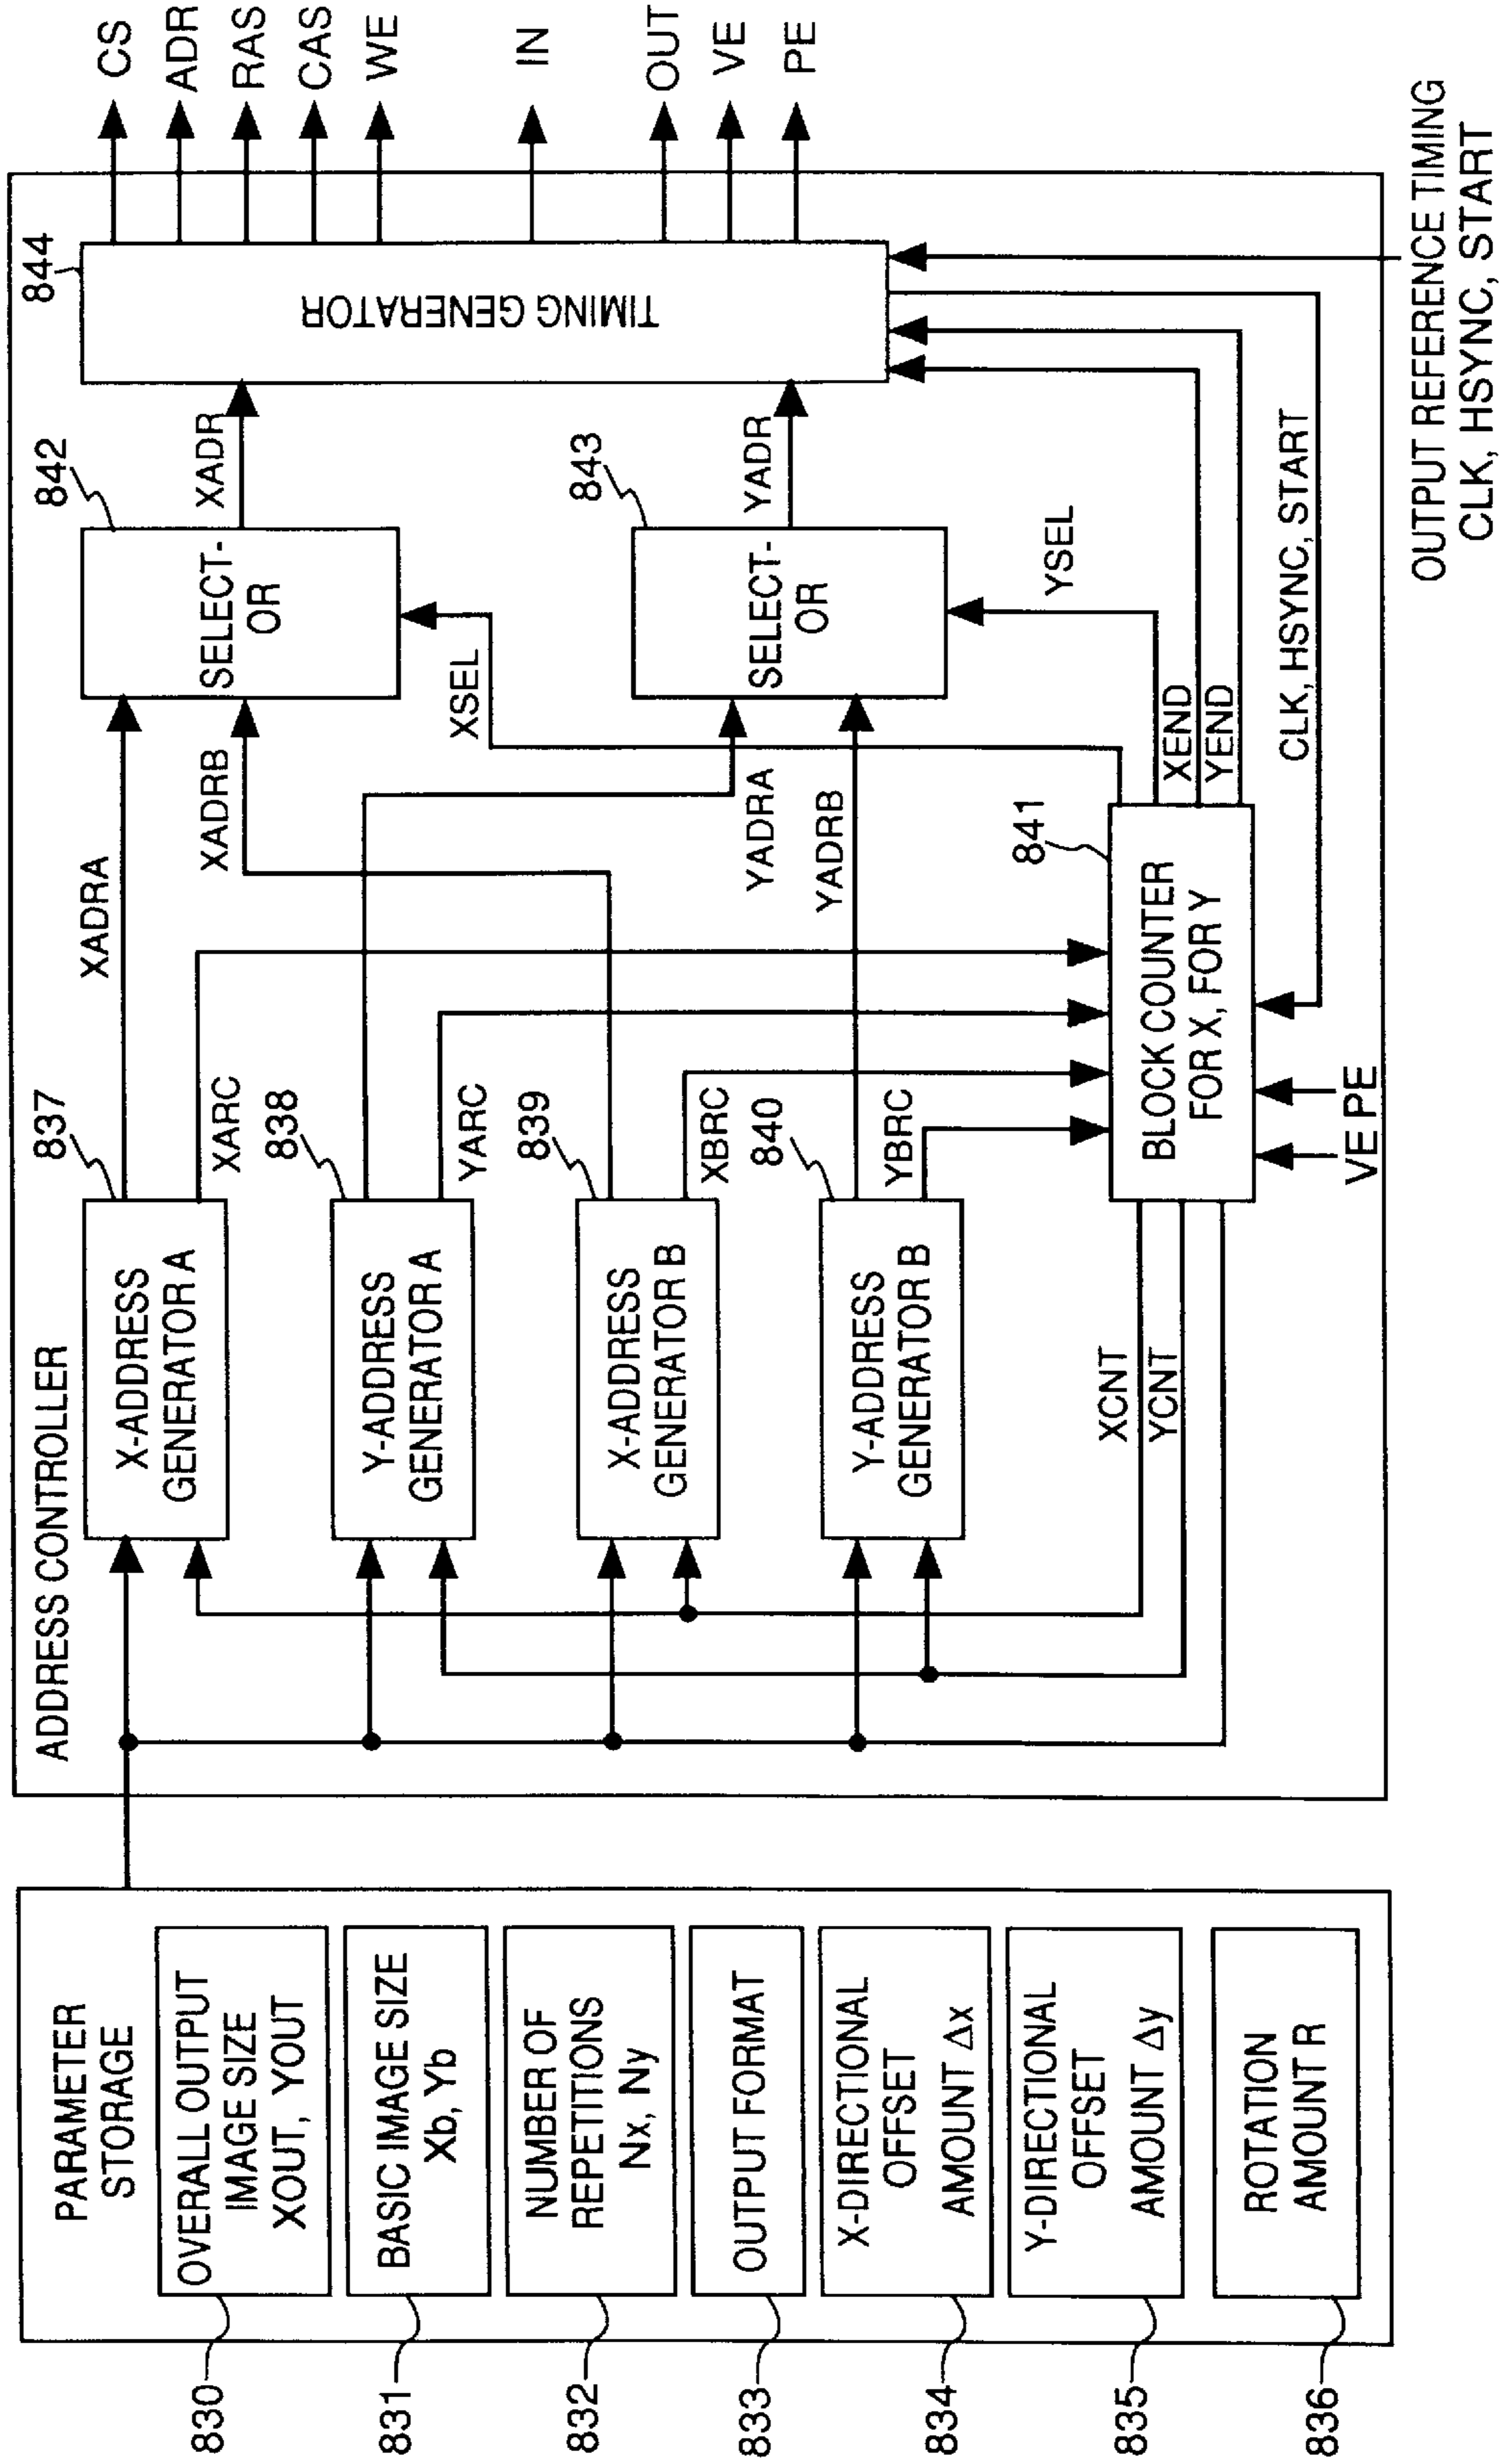 PARAMETER
STORAGE
830
OVERALL OUTPUT
IMAGE SIZE
XOUT, YOUT
831
BASIC IMAGE SIZE
Xb, Yb
832
NUMBER OF
REPETITIONS
Nx, Ny
833
OUTPUT FORMAT
834
X-DIRECTIONAL
OFFSET
AMOUNT Δx
835
Y-DIRECTIONAL
OFFSET
AMOUNT Δy
836
ROTATION
AMOUNT R
ADDRESS CONTROLLER
837
X-ADDRESS
GENERATOR A
XADRA
XARC
838
Y-ADDRESS
GENERATOR A
YADRA
YARC
839
X-ADDRESS
GENERATOR B
XADRB
XBRC
840
Y-ADDRESS
GENERATOR B
YADRB
YBRC
XCNT
YCNT
841
BLOCK COUNTER
FOR X, FOR Y
VE PE
XSEL
YSEL
XEND
YEND
CLK, HSYNC, START
842
SELECT-
OR
XADR
843
SELECT-
OR
YADR
844
TIMING GENERATOR
CS
ADR
RAS
CAS
WE
IN
OUT
VE
PE
OUTPUT REFERENCE TIMING
CLK, HSYNC, START